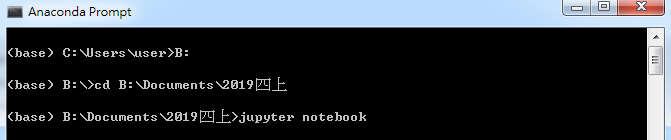 Anaconda Prompt
(base) C:\Users\user>B:
(base) B:\>cd B:\Documents\2019四上
(base) B:\Documents\2019四上>jupyter notebook